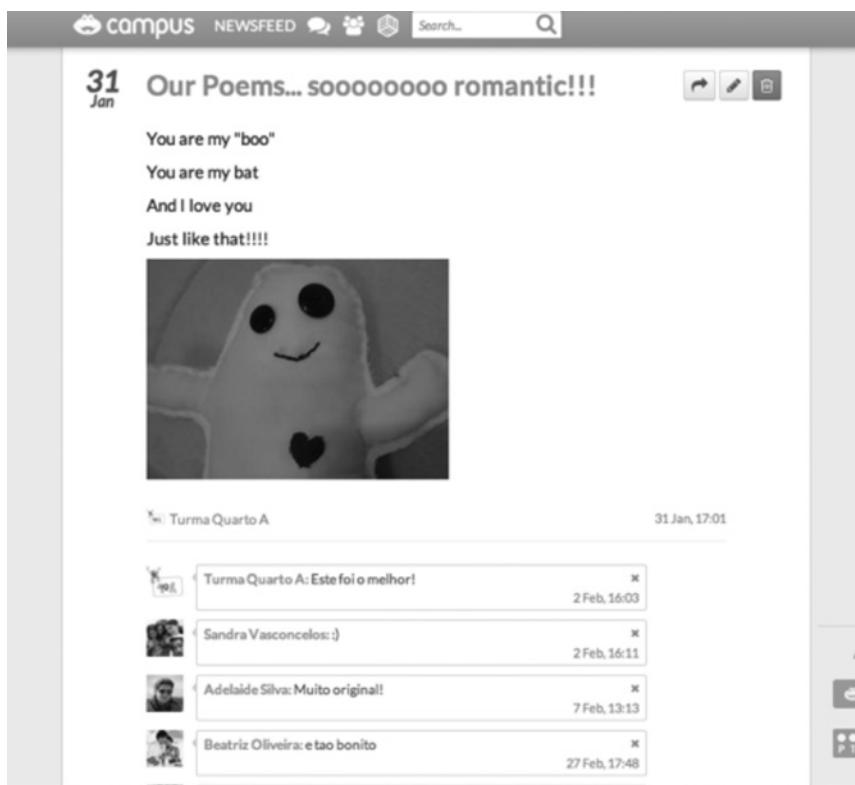 campus NEWSFEED Search...
31 Our Poems... soooooooo romantic!!!
Jan
You are my "boo"
You are my bat
And I love you
Just like that!!!!
Turma Quarto A 31 Jan, 17:01
Turma Quarto A: Este foi o melhor!
2 Feb, 16:03
Sandra Vasconcelos: :)
2 Feb, 16:11
Adelaide Silva: Muito original!
7 Feb, 13:13
Beatriz Oliveira: e tao bonito
27 Feb, 17:48